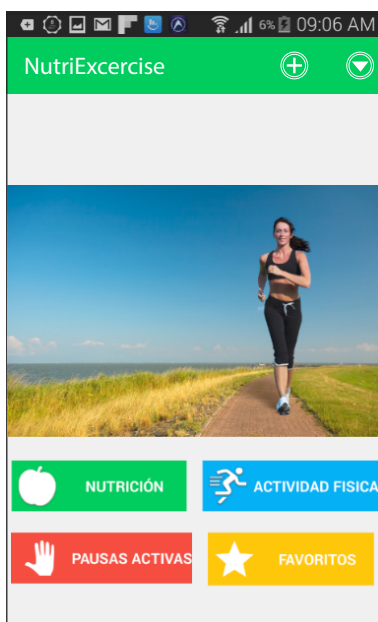 6% 09:06 AM
NutriExcercise
NUTRICIÓN
ACTIVIDAD FISICA
PAUSAS ACTIVAS
FAVORITOS